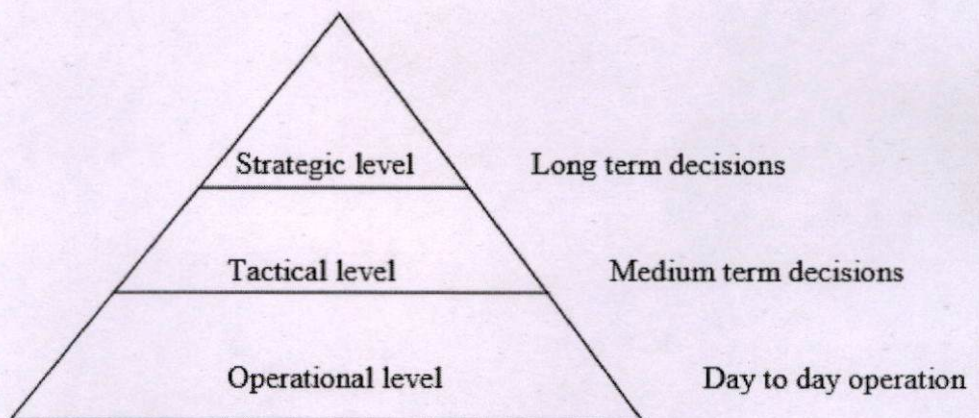 Strategic level Long term decisions
Tactical level Medium term decisions
Operational level Day to day operation